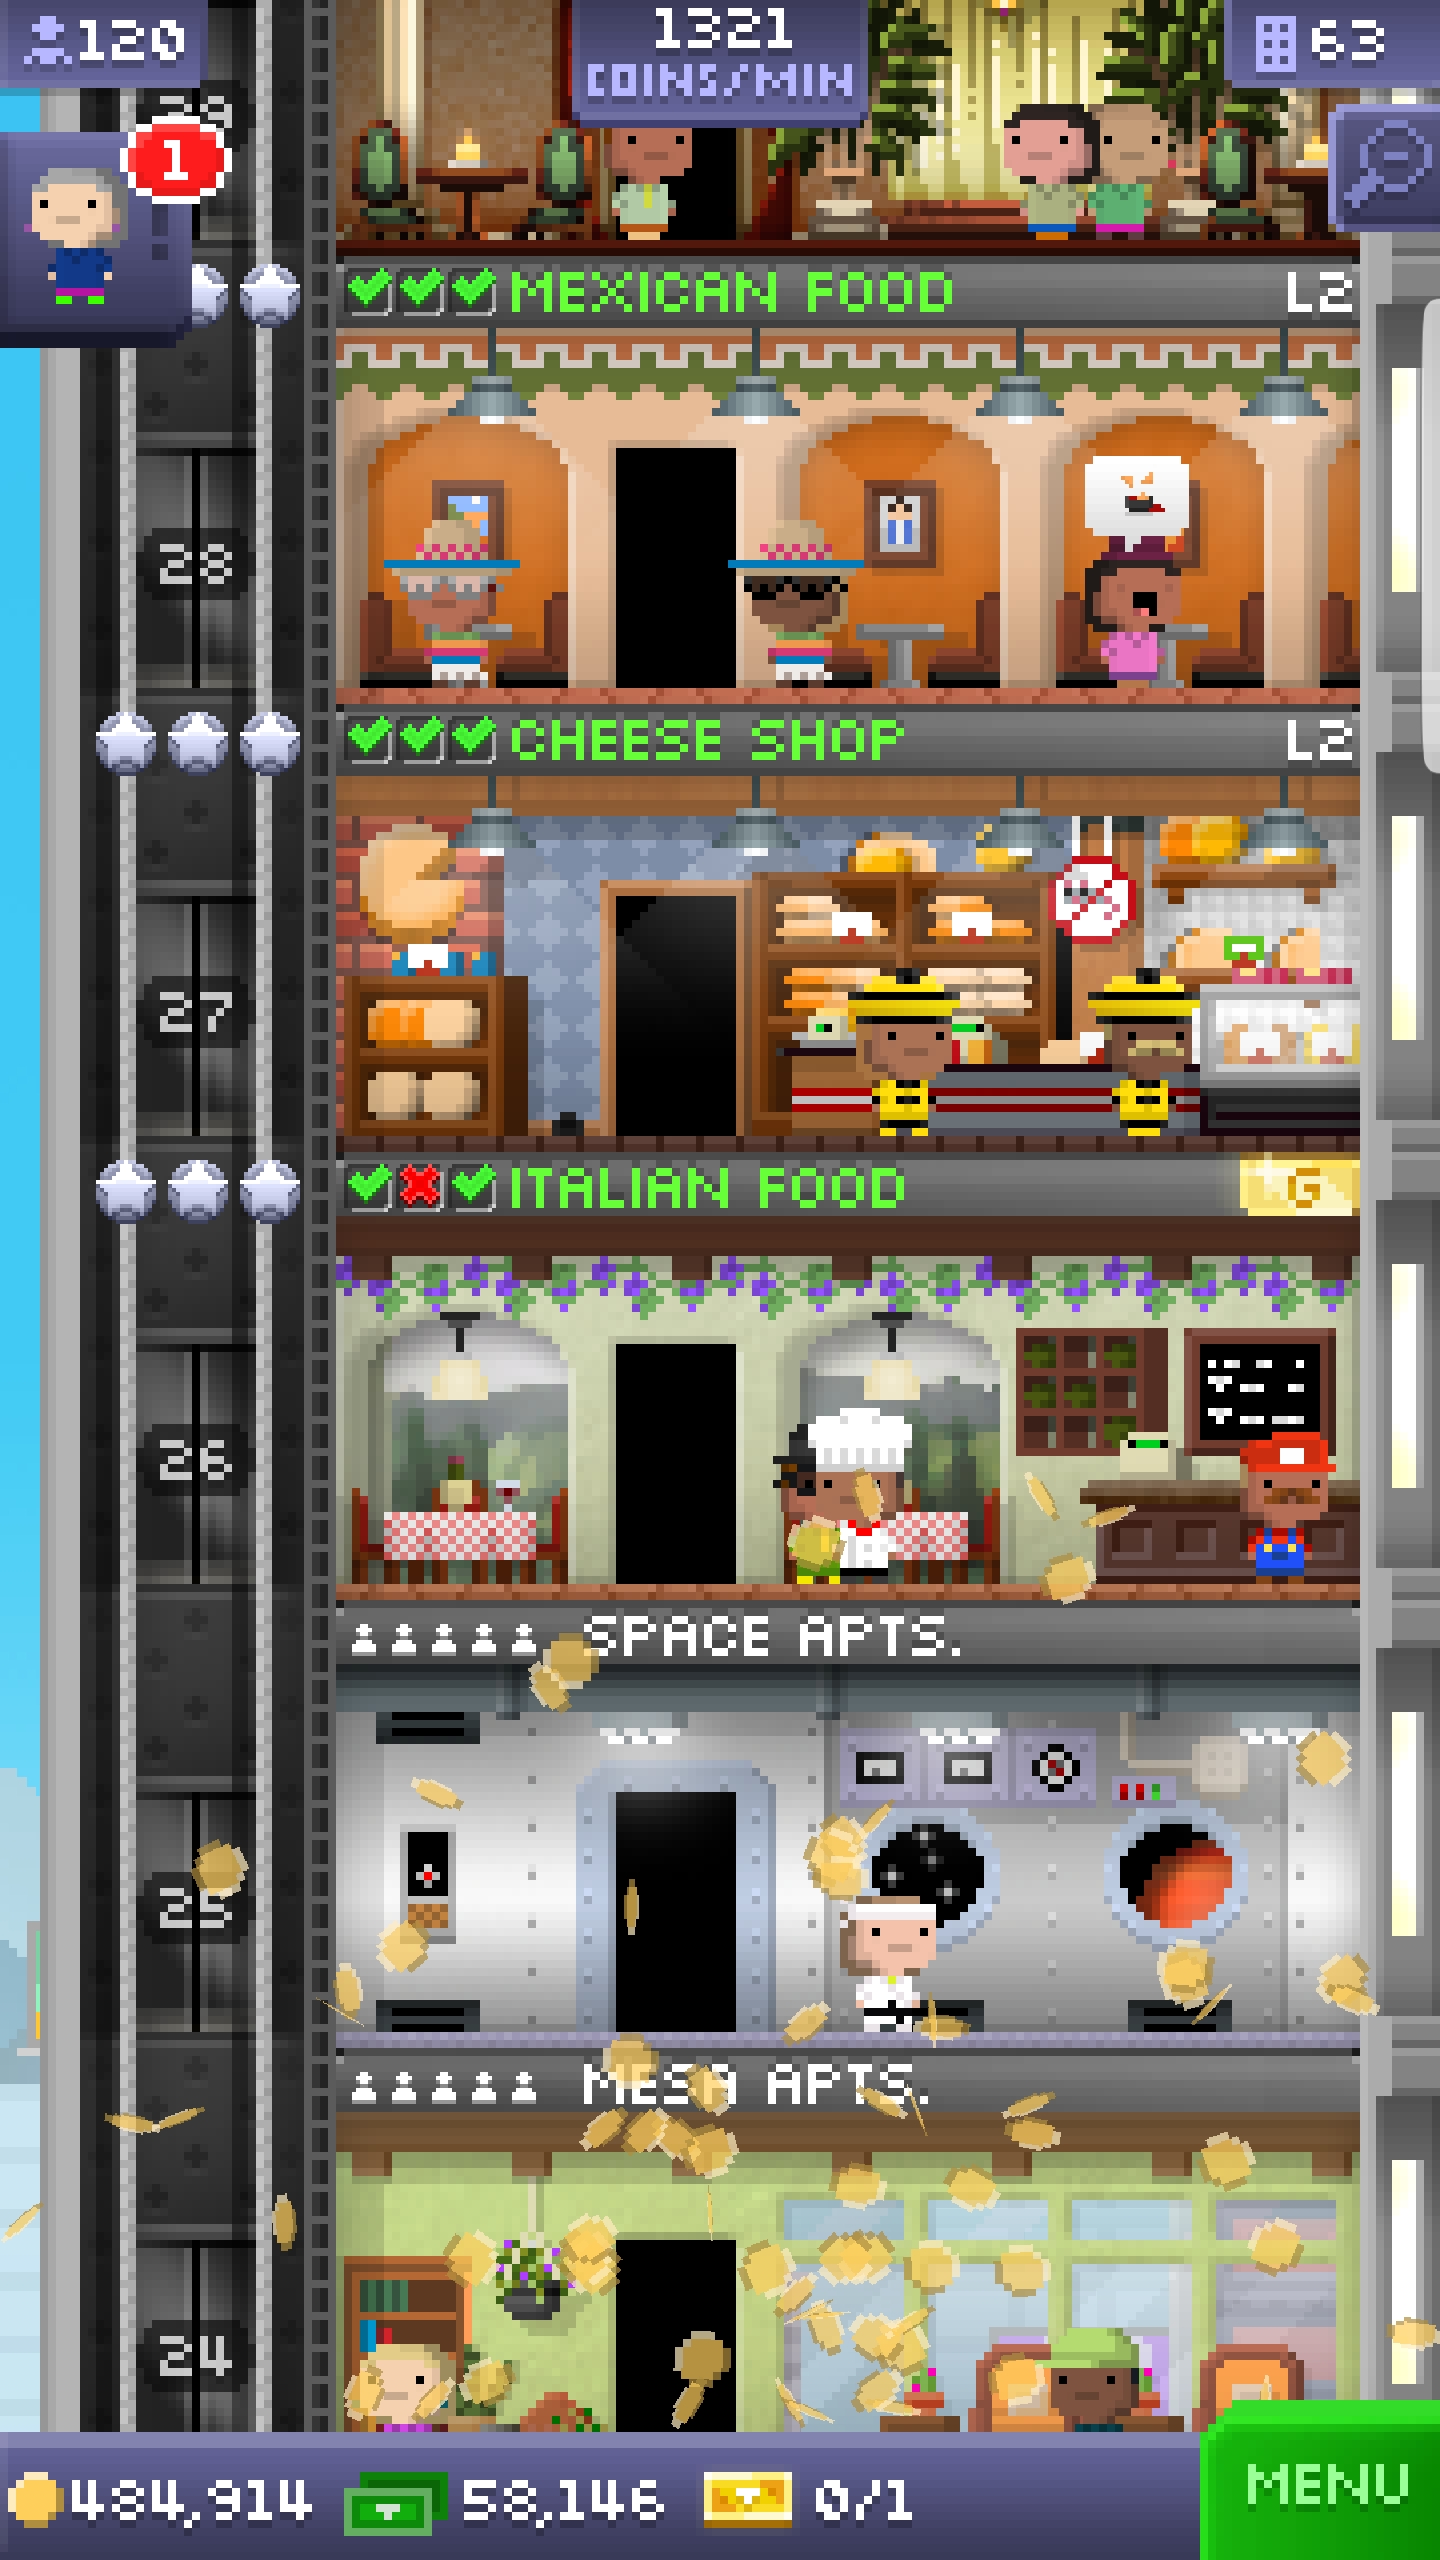 120
1321
COINS/MIN
63
1
MEXICAN FOOD
L2
28
CHEESE SHOP
L2
27
ITALIAN FOOD
G
26
SPACE APTS.
25
MESA APTS.
24
484,914
58,146
0/1
MENU